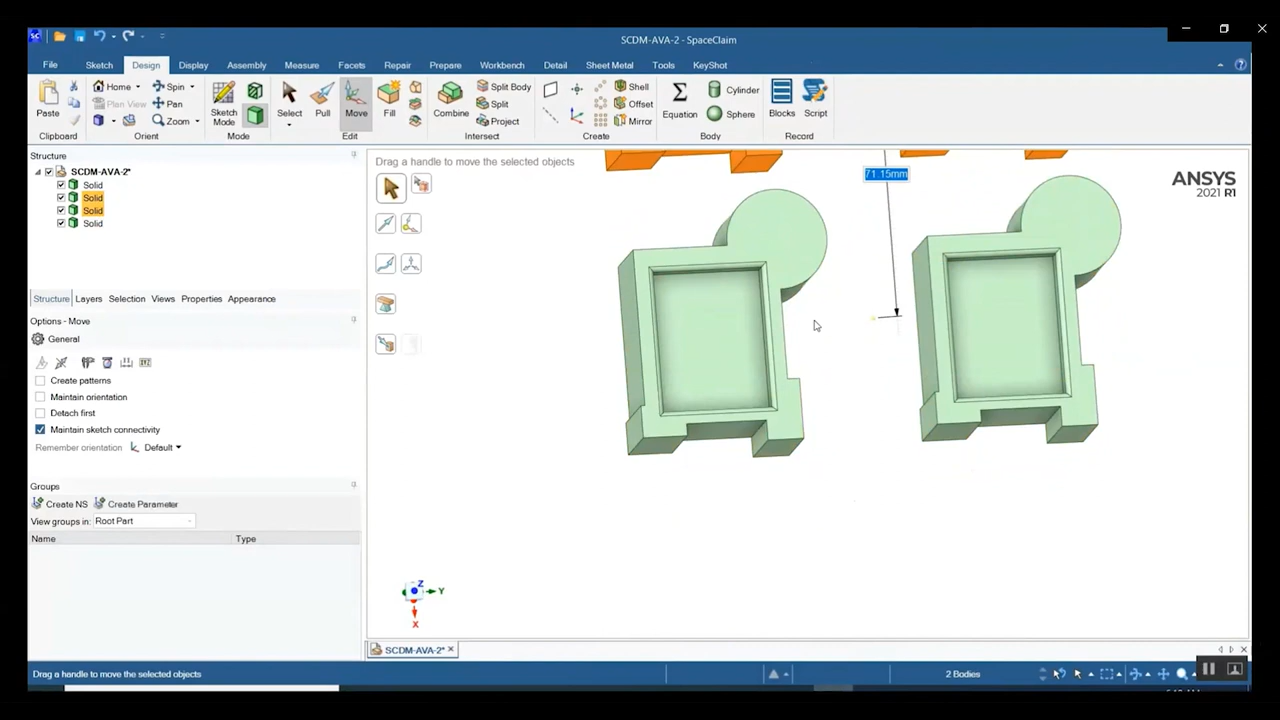 SCDM-AVA-2 - SpaceClaim
File Sketch Design Display Assembly Measure Facets Repair Prepare Workbench Detail Sheet Metal Tools KeyShot
Paste
Clipboard
Home
Plan View
Spin
Pan
Zoom
Orient
Sketch
Mode
Mode
Select
Pull
Move
Fill
Edit
Combine
Split Body
Split
Project
Intersect
Shell
Offset
Mirror
Create
Equation
Cylinder
Sphere
Body
Blocks
Script
Record
Structure
SCDM-AVA-2*
Solid
Solid
Solid
Solid
Structure Layers Selection Views Properties Appearance
Options - Move
General
XYZ
Create patterns
Maintain orientation
Detach first
Maintain sketch connectivity
Remember orientation Default
Groups
Create NS Create Parameter
View groups in: Root Part
Name Type
Drag a handle to move the selected objects
71.15mm
ANSYS
2021 R1
Z
Y
X
SCDM-AVA-2*
Drag a handle to move the selected objects
2 Bodies